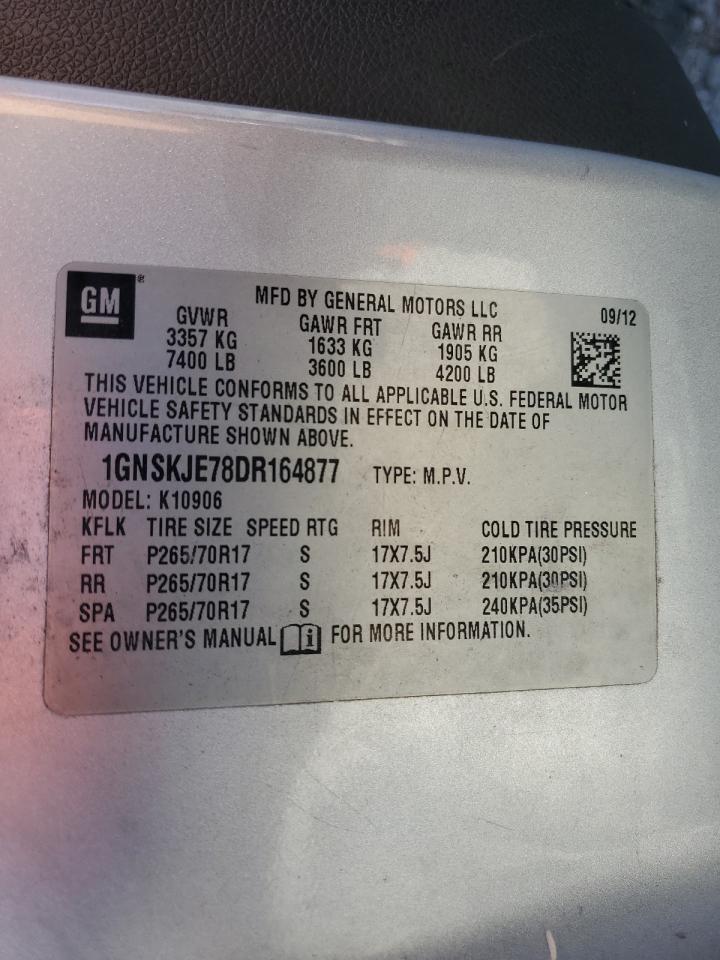 GM ®
MFD BY GENERAL MOTORS LLC 09/12
GVWR GAWR FRT GAWR RR
3357 KG 1633 KG 1905 KG
7400 LB 3600 LB 4200 LB
THIS VEHICLE CONFORMS TO ALL APPLICABLE U.S. FEDERAL MOTOR
VEHICLE SAFETY STANDARDS IN EFFECT ON THE DATE OF
MANUFACTURE SHOWN ABOVE.
1GNSKJE78DR164877 TYPE: M.P.V.
MODEL: K10906
KFLK TIRE SIZE SPEED RTG RIM COLD TIRE PRESSURE
FRT P265/70R17 S 17X7.5J 210KPA(30PSI)
RR P265/70R17 S 17X7.5J 210KPA(30PSI)
SPA P265/70R17 S 17X7.5J 240KPA(35PSI)
SEE OWNER'S MANUAL i FOR MORE INFORMATION.